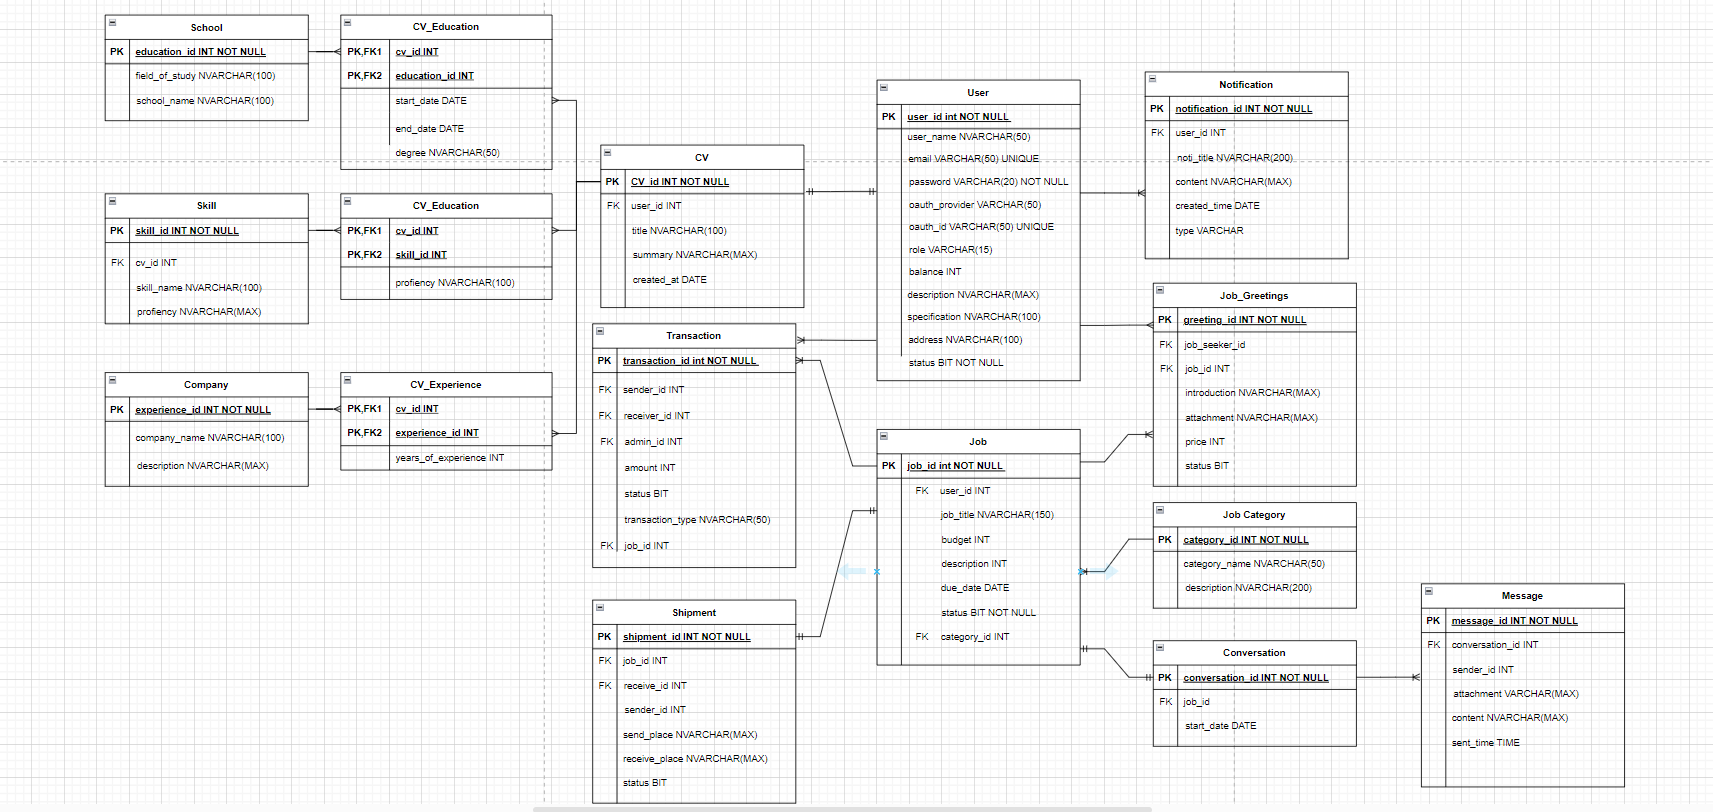 School
PK education_id INT NOT NULL
field_of_study NVARCHAR(100)
school_name NVARCHAR(100)
CV_Education
PK,FK1 cv_id INT
PK,FK2 education_id INT
start_date DATE
end_date DATE
degree NVARCHAR(50)
Skill
PK skill_id INT NOT NULL
FK cv_id INT
skill_name NVARCHAR(100)
profiency NVARCHAR(MAX)
CV_Education
PK,FK1 cv_id INT
PK,FK2 skill_id INT
profiency NVARCHAR(100)
Company
PK experience_id INT NOT NULL
company_name NVARCHAR(100)
description NVARCHAR(MAX)
CV_Experience
PK,FK1 cv_id INT
PK,FK2 experience_id INT
years_of_experience INT
CV
PK CV_id INT NOT NULL
FK user_id INT
title NVARCHAR(100)
summary NVARCHAR(MAX)
created_at DATE
Transaction
PK transaction_id int NOT NULL
FK sender_id INT
FK receiver_id INT
FK admin_id INT
amount INT
status BIT
transaction_type NVARCHAR(50)
FK job_id INT
Shipment
PK shipment_id INT NOT NULL
FK job_id INT
FK receive_id INT
sender_id INT
send_place NVARCHAR(MAX)
receive_place NVARCHAR(MAX)
status BIT
User
PK user_id int NOT NULL
user_name NVARCHAR(50)
email VARCHAR(50) UNIQUE
password VARCHAR(20) NOT NULL
oauth_provider VARCHAR(50)
oauth_id VARCHAR(50) UNIQUE
role VARCHAR(15)
balance INT
description NVARCHAR(MAX)
specification NVARCHAR(100)
address NVARCHAR(100)
status BIT NOT NULL
Job
PK job_id int NOT NULL
FK user_id INT
job_title NVARCHAR(150)
budget INT
description INT
due_date DATE
status BIT NOT NULL
FK category_id INT
Notification
PK notification_id INT NOT NULL
FK user_id INT
noti_title NVARCHAR(200)
content NVARCHAR(MAX)
created_time DATE
type VARCHAR
Job_Greetings
PK greeting_id INT NOT NULL
FK job_seeker_id
FK job_id INT
introduction NVARCHAR(MAX)
attachment NVARCHAR(MAX)
price INT
status BIT
Job Category
PK category_id INT NOT NULL
category_name NVARCHAR(50)
description NVARCHAR(200)
Conversation
PK conversation_id INT NOT NULL
FK job_id
start_date DATE
Message
PK message_id INT NOT NULL
FK conversation_id INT
sender_id INT
attachment VARCHAR(MAX)
content NVARCHAR(MAX)
sent_time TIME